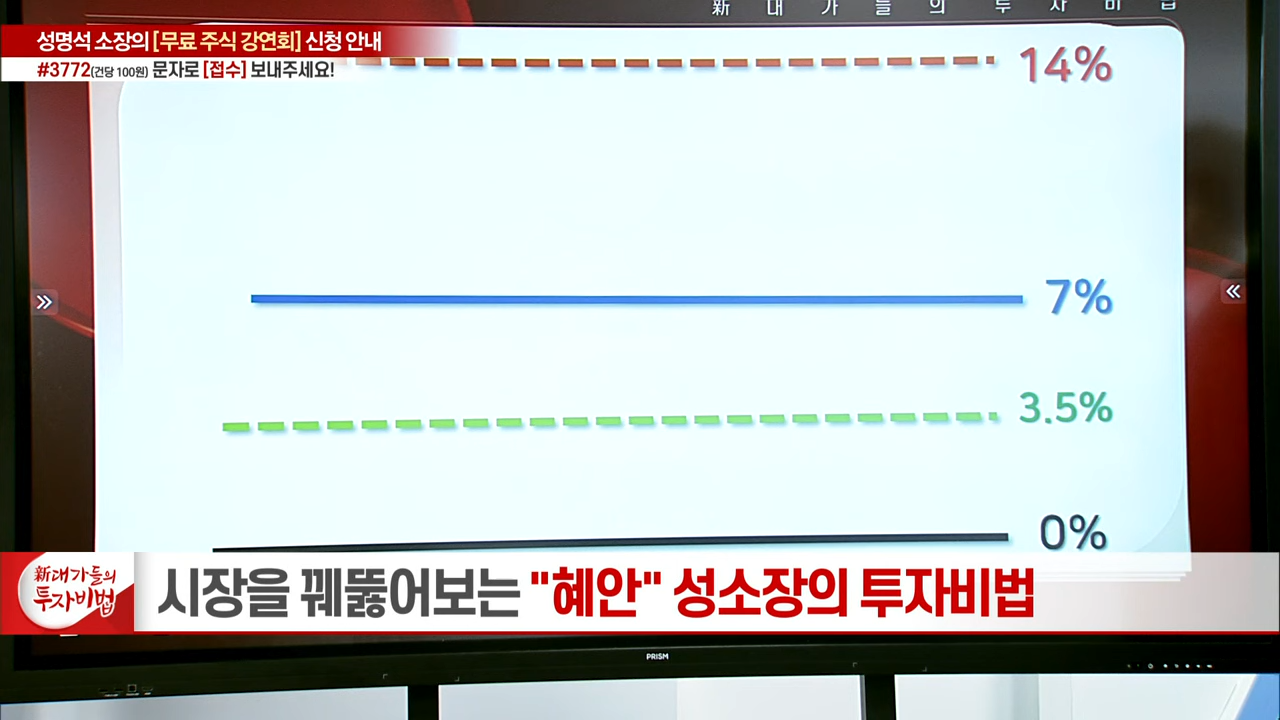 新 대 가 들 의 투 자 비 법
성명석 소장의 [무료 주식 강연회] 신청 안내
#3772(건당 100원) 문자로 [접수] 보내주세요!
14%
7%
3.5%
0%
新대가들의
투자비법
시장을 꿰뚫어보는 "혜안" 성소장의 투자비법
PRISM